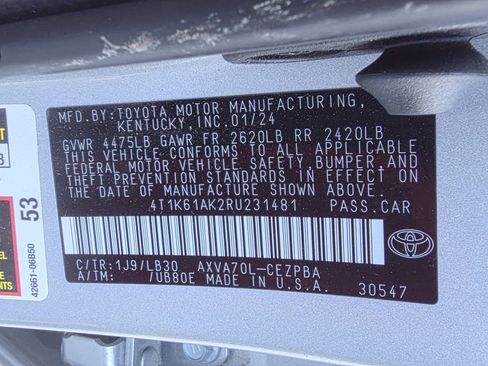 MFD.BY:TOYOTA MOTOR MANUFACTURING,
KENTUCKY,INC.01/24
GVWR 4475LB GAWR FR 2620LB RR 2420LB
THIS VEHICLE CONFORMS TO ALL APPLICABLE
FEDERAL MOTOR VEHICLE SAFETY, BUMPER, AND
THEFT PREVENTION STANDARDS IN EFFECT ON
THE DATE OF MANUFACTURE SHOWN ABOVE.
4T1K61AK2RU231481 PASS.CAR
C/TR:1J9/LB30 AXVA70L-CEZPBA
A/TM: /UB80E MADE IN U.S.A. 30547
53
42661-06B50
TOYOTA